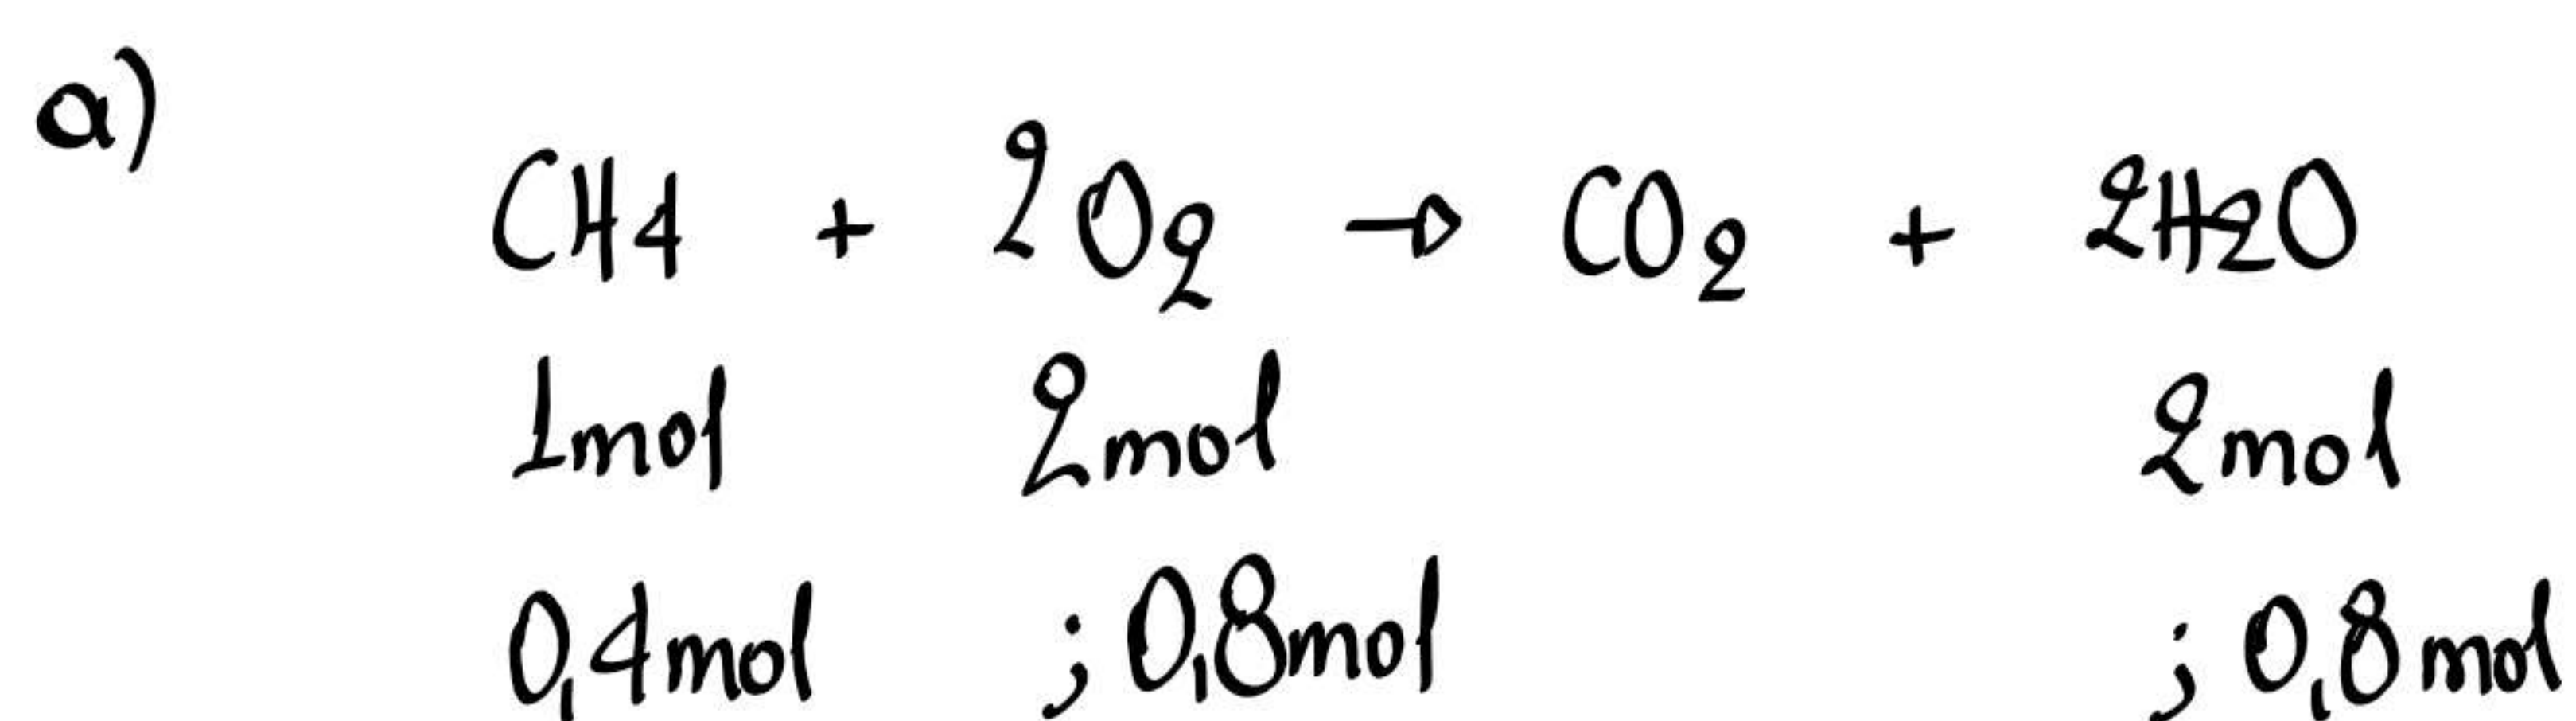 a)
CH4 + 2O2 → CO2 + 2H2O
1mol 2mol 2mol
0,4mol ; 0,8mol ; 0,8mol